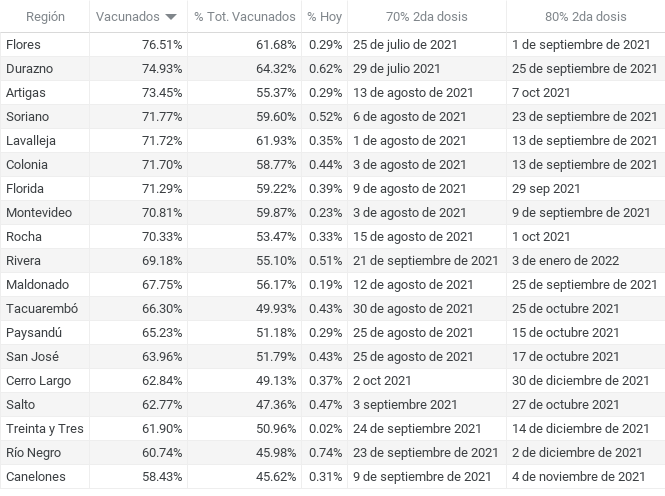 Región Vacunados % Tot. Vacunados % Hoy 70% 2da dosis 80% 2da dosis
Flores 76.51% 61.68% 0.29% 25 de julio de 2021 1 de septiembre de 2021
Durazno 74.93% 64.32% 0.62% 29 de julio 2021 25 de septiembre de 2021
Artigas 73.45% 55.37% 0.29% 13 de agosto de 2021 7 oct 2021
Soriano 71.77% 59.60% 0.52% 6 de agosto de 2021 23 de septiembre de 2021
Lavalleja 71.72% 61.93% 0.35% 1 de agosto de 2021 13 de septiembre de 2021
Colonia 71.70% 58.77% 0.44% 3 de agosto de 2021 13 de septiembre de 2021
Florida 71.29% 59.22% 0.39% 9 de agosto de 2021 29 sep 2021
Montevideo 70.81% 59.87% 0.23% 3 de agosto de 2021 9 de septiembre de 2021
Rocha 70.33% 53.47% 0.33% 15 de agosto de 2021 1 oct 2021
Rivera 69.18% 55.10% 0.51% 21 de septiembre de 2021 3 de enero de 2022
Maldonado 67.75% 56.17% 0.19% 12 de agosto de 2021 25 de septiembre de 2021
Tacuarembó 66.30% 49.93% 0.43% 30 de agosto de 2021 25 de octubre 2021
Paysandú 65.23% 51.18% 0.29% 25 de agosto de 2021 15 de octubre 2021
San José 63.96% 51.79% 0.43% 25 de agosto de 2021 17 de octubre 2021
Cerro Largo 62.84% 49.13% 0.37% 2 oct 2021 30 de diciembre de 2021
Salto 62.77% 47.36% 0.47% 3 septiembre 2021 27 de octubre 2021
Treinta y Tres 61.90% 50.96% 0.02% 24 de septiembre 2021 14 de diciembre de 2021
Río Negro 60.74% 45.98% 0.74% 23 de septiembre de 2021 2 de diciembre de 2021
Canelones 58.43% 45.62% 0.31% 9 de septiembre de 2021 4 de noviembre de 2021